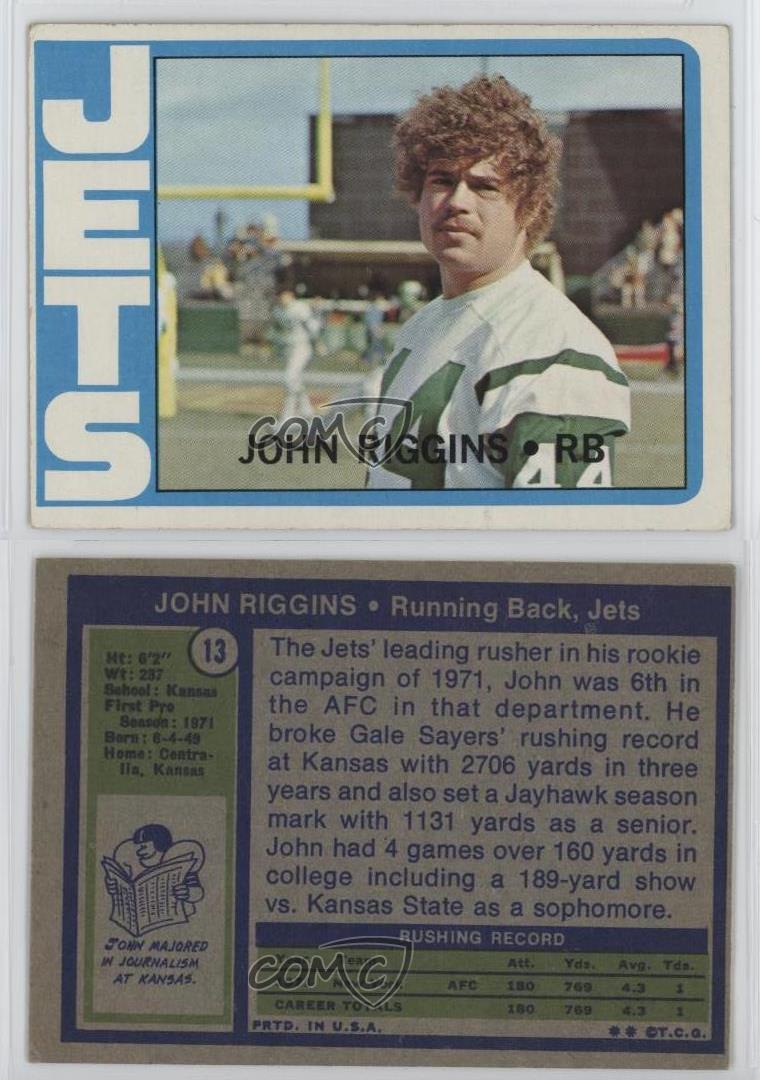 JETS
COMC
JOHN RIGGINS • RB
44
44
JOHN RIGGINS • Running Back, Jets
13
Ht: 6'2"
Wt: 237
School: Kansas
First Pro
Season: 1971
Born: 8-4-49
Home: Centra-
lia, Kansas
JOHN MAJORED
IN JOURNALISM
AT KANSAS.
The Jets' leading rusher in his rookie
campaign of 1971, John was 6th in
the AFC in that department. He
broke Gale Sayers' rushing record
at Kansas with 2706 yards in three
years and also set a Jayhawk season
mark with 1131 yards as a senior.
John had 4 games over 160 yards in
college including a 189-yard show
vs. Kansas State as a sophomore.
RUSHING RECORD
COMC
Team Att. Yds. Avg. Tds.
AFC 180 769 4.3 1
CAREER TOTALS 180 769 4.3 1
PRTD. IN U.S.A.
** ©T.C.G.